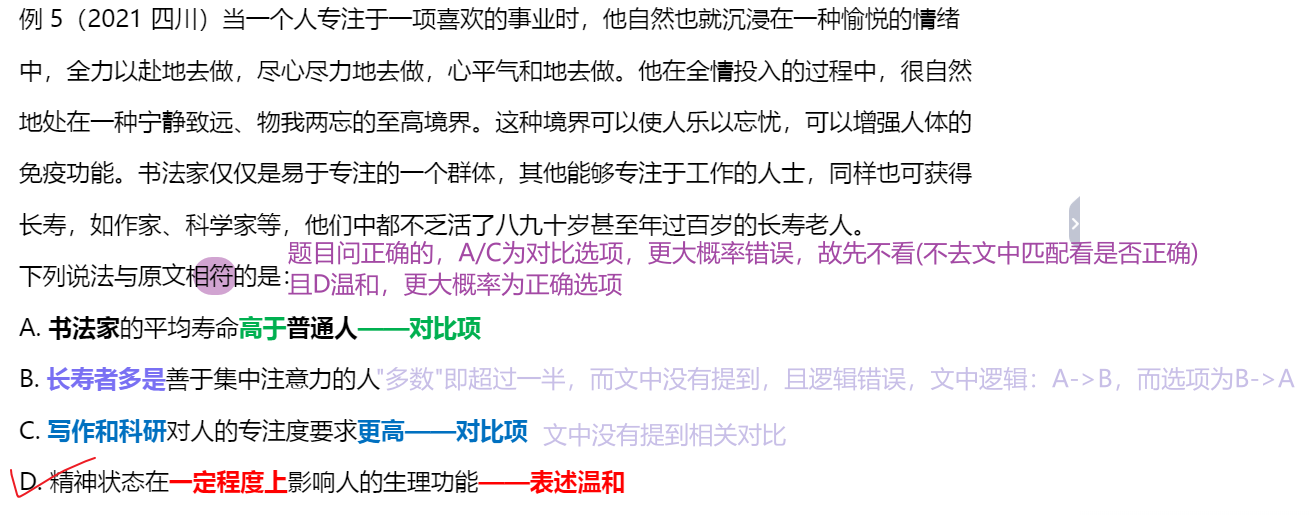 例 5（2021 四川）当一个人专注于一项喜欢的事业时，他自然也就沉浸在一种愉悦的情绪
中，全力以赴地去做，尽心尽力地去做，心平气和地去做。他在全情投入的过程中，很自然
地处在一种宁静致远、物我两忘的至高境界。这种境界可以使人乐以忘忧，可以增强人体的
免疫功能。书法家仅仅是易于专注的一个群体，其他能够专注于工作的人士，同样也可获得
长寿，如作家、科学家等，他们中都不乏活了八九十岁甚至年过百岁的长寿老人。
题目问正确的，A/C为对比选项，更大概率错误，故先不看(不去文中匹配看是否正确)
下列说法与原文相符的是：
且D温和，更大概率为正确选项
A. 书法家的平均寿命高于普通人——对比项
B. 长寿者多是善于集中注意力的人"多数"即超过一半，而文中没有提到，且逻辑错误，文中逻辑：A->B，而选项为B->A
C. 写作和科研对人的专注度要求更高——对比项 文中没有提到相关对比
D. 精神状态在一定程度上影响人的生理功能——表述温和